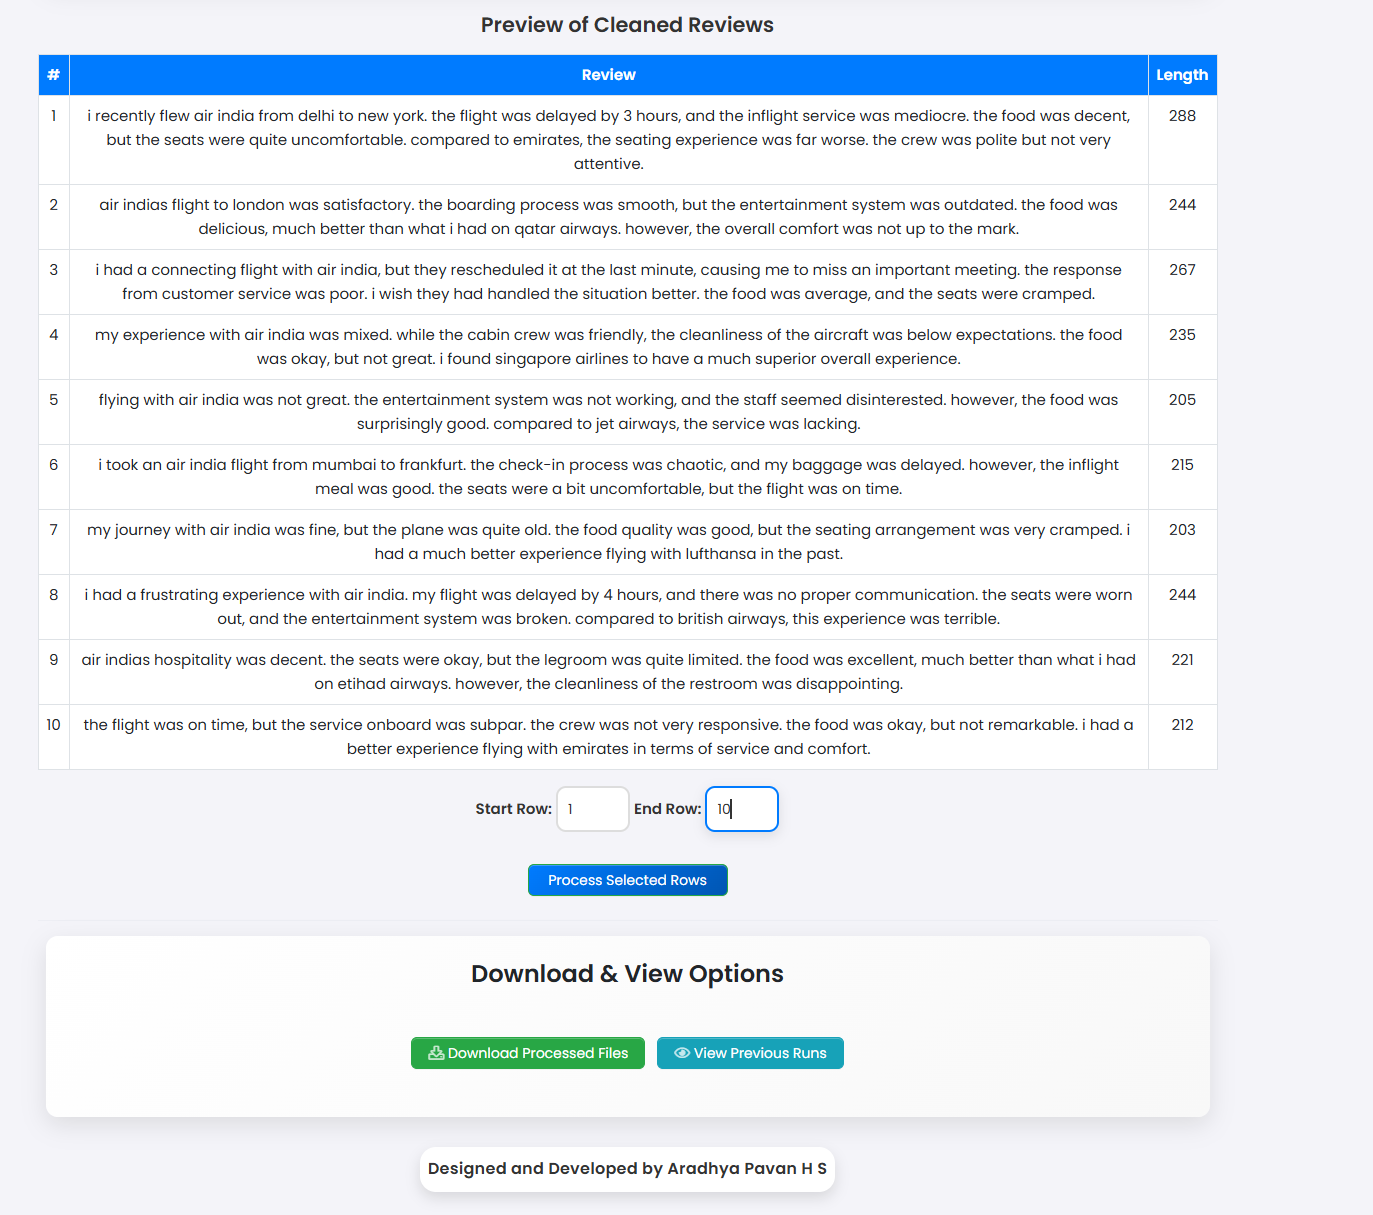 Preview of Cleaned Reviews
# Review Length
1 i recently flew air india from delhi to new york. the flight was delayed by 3 hours, and the inflight service was mediocre. the food was decent, 288
but the seats were quite uncomfortable. compared to emirates, the seating experience was far worse. the crew was polite but not very
attentive.
2 air indias flight to london was satisfactory. the boarding process was smooth, but the entertainment system was outdated. the food was 244
delicious, much better than what i had on qatar airways. however, the overall comfort was not up to the mark.
3 i had a connecting flight with air india, but they rescheduled it at the last minute, causing me to miss an important meeting. the response 267
from customer service was poor. i wish they had handled the situation better. the food was average, and the seats were cramped.
4 my experience with air india was mixed. while the cabin crew was friendly, the cleanliness of the aircraft was below expectations. the food 235
was okay, but not great. i found singapore airlines to have a much superior overall experience.
5 flying with air india was not great. the entertainment system was not working, and the staff seemed disinterested. however, the food was 205
surprisingly good. compared to jet airways, the service was lacking.
6 i took an air india flight from mumbai to frankfurt. the check-in process was chaotic, and my baggage was delayed. however, the inflight 215
meal was good. the seats were a bit uncomfortable, but the flight was on time.
7 my journey with air india was fine, but the plane was quite old. the food quality was good, but the seating arrangement was very cramped. i 203
had a much better experience flying with lufthansa in the past.
8 i had a frustrating experience with air india. my flight was delayed by 4 hours, and there was no proper communication. the seats were worn 244
out, and the entertainment system was broken. compared to british airways, this experience was terrible.
9 air indias hospitality was decent. the seats were okay, but the legroom was quite limited. the food was excellent, much better than what i had 221
on etihad airways. however, the cleanliness of the restroom was disappointing.
10 the flight was on time, but the service onboard was subpar. the crew was not very responsive. the food was okay, but not remarkable. i had a 212
better experience flying with emirates in terms of service and comfort.
Start Row: 1 End Row: 10
Process Selected Rows
Download & View Options
Download Processed Files View Previous Runs
Designed and Developed by Aradhya Pavan H S